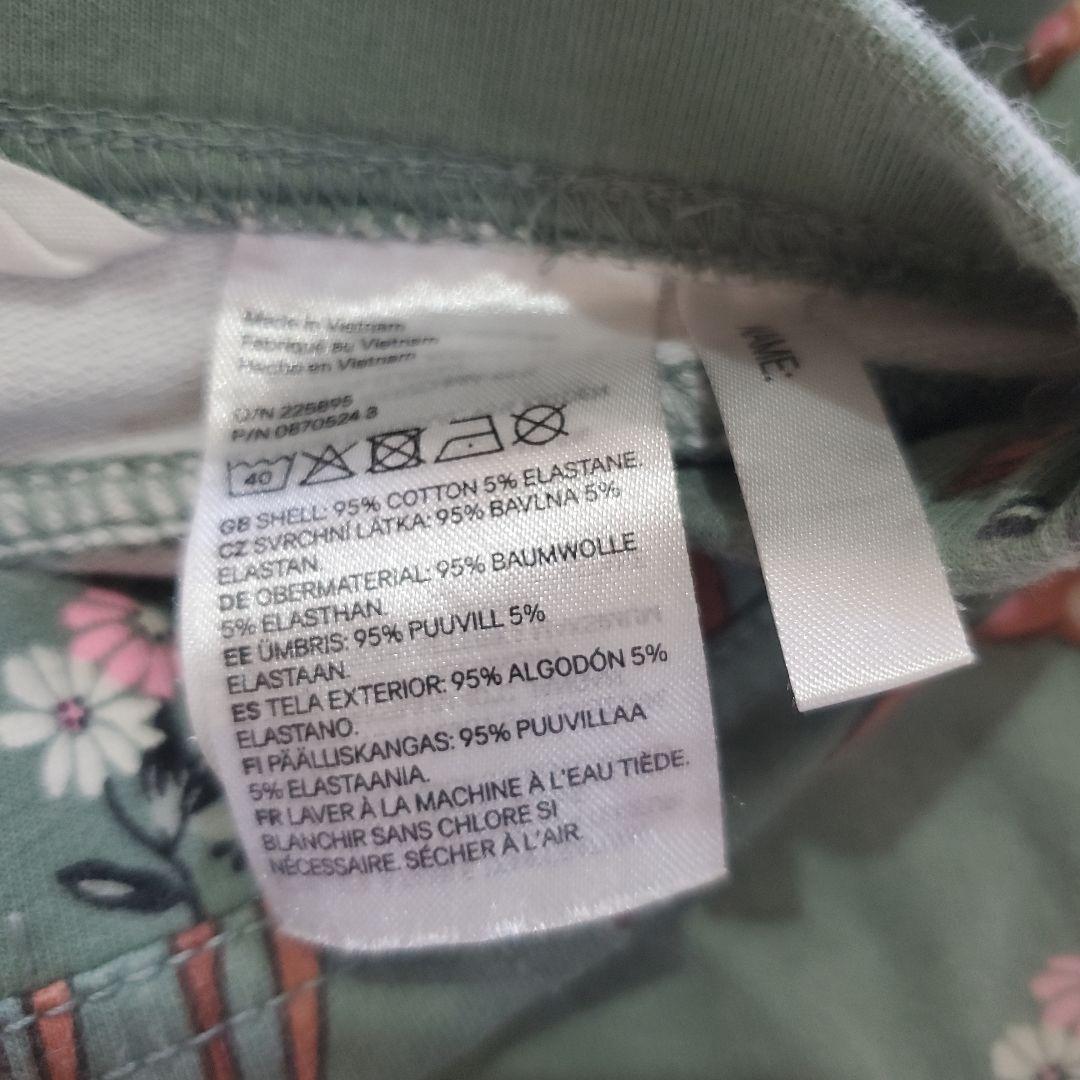 Made in Vietnam
Fabriqué au Vietnam
Hecho en Vietnam
O/N 225895
P/N 0870524 3
40
GB SHELL: 95% COTTON 5% ELASTANE.
CZ SVRCHNÍ LÁTKA: 95% BAVLNA 5%
ELASTAN.
DE OBERMATERIAL: 95% BAUMWOLLE
5% ELASTHAN.
EE ÜMBRIS: 95% PUUVILL 5%
ELASTAAN.
ES TELA EXTERIOR: 95% ALGODÓN 5%
ELASTANO.
FI PÄÄLLISKANGAS: 95% PUUVILLAA
5% ELASTAANIA.
FR LAVER À LA MACHINE À L'EAU TIÈDE.
BLANCHIR SANS CHLORE SI
NÉCESSAIRE. SÉCHER À L'AIR
NAME: